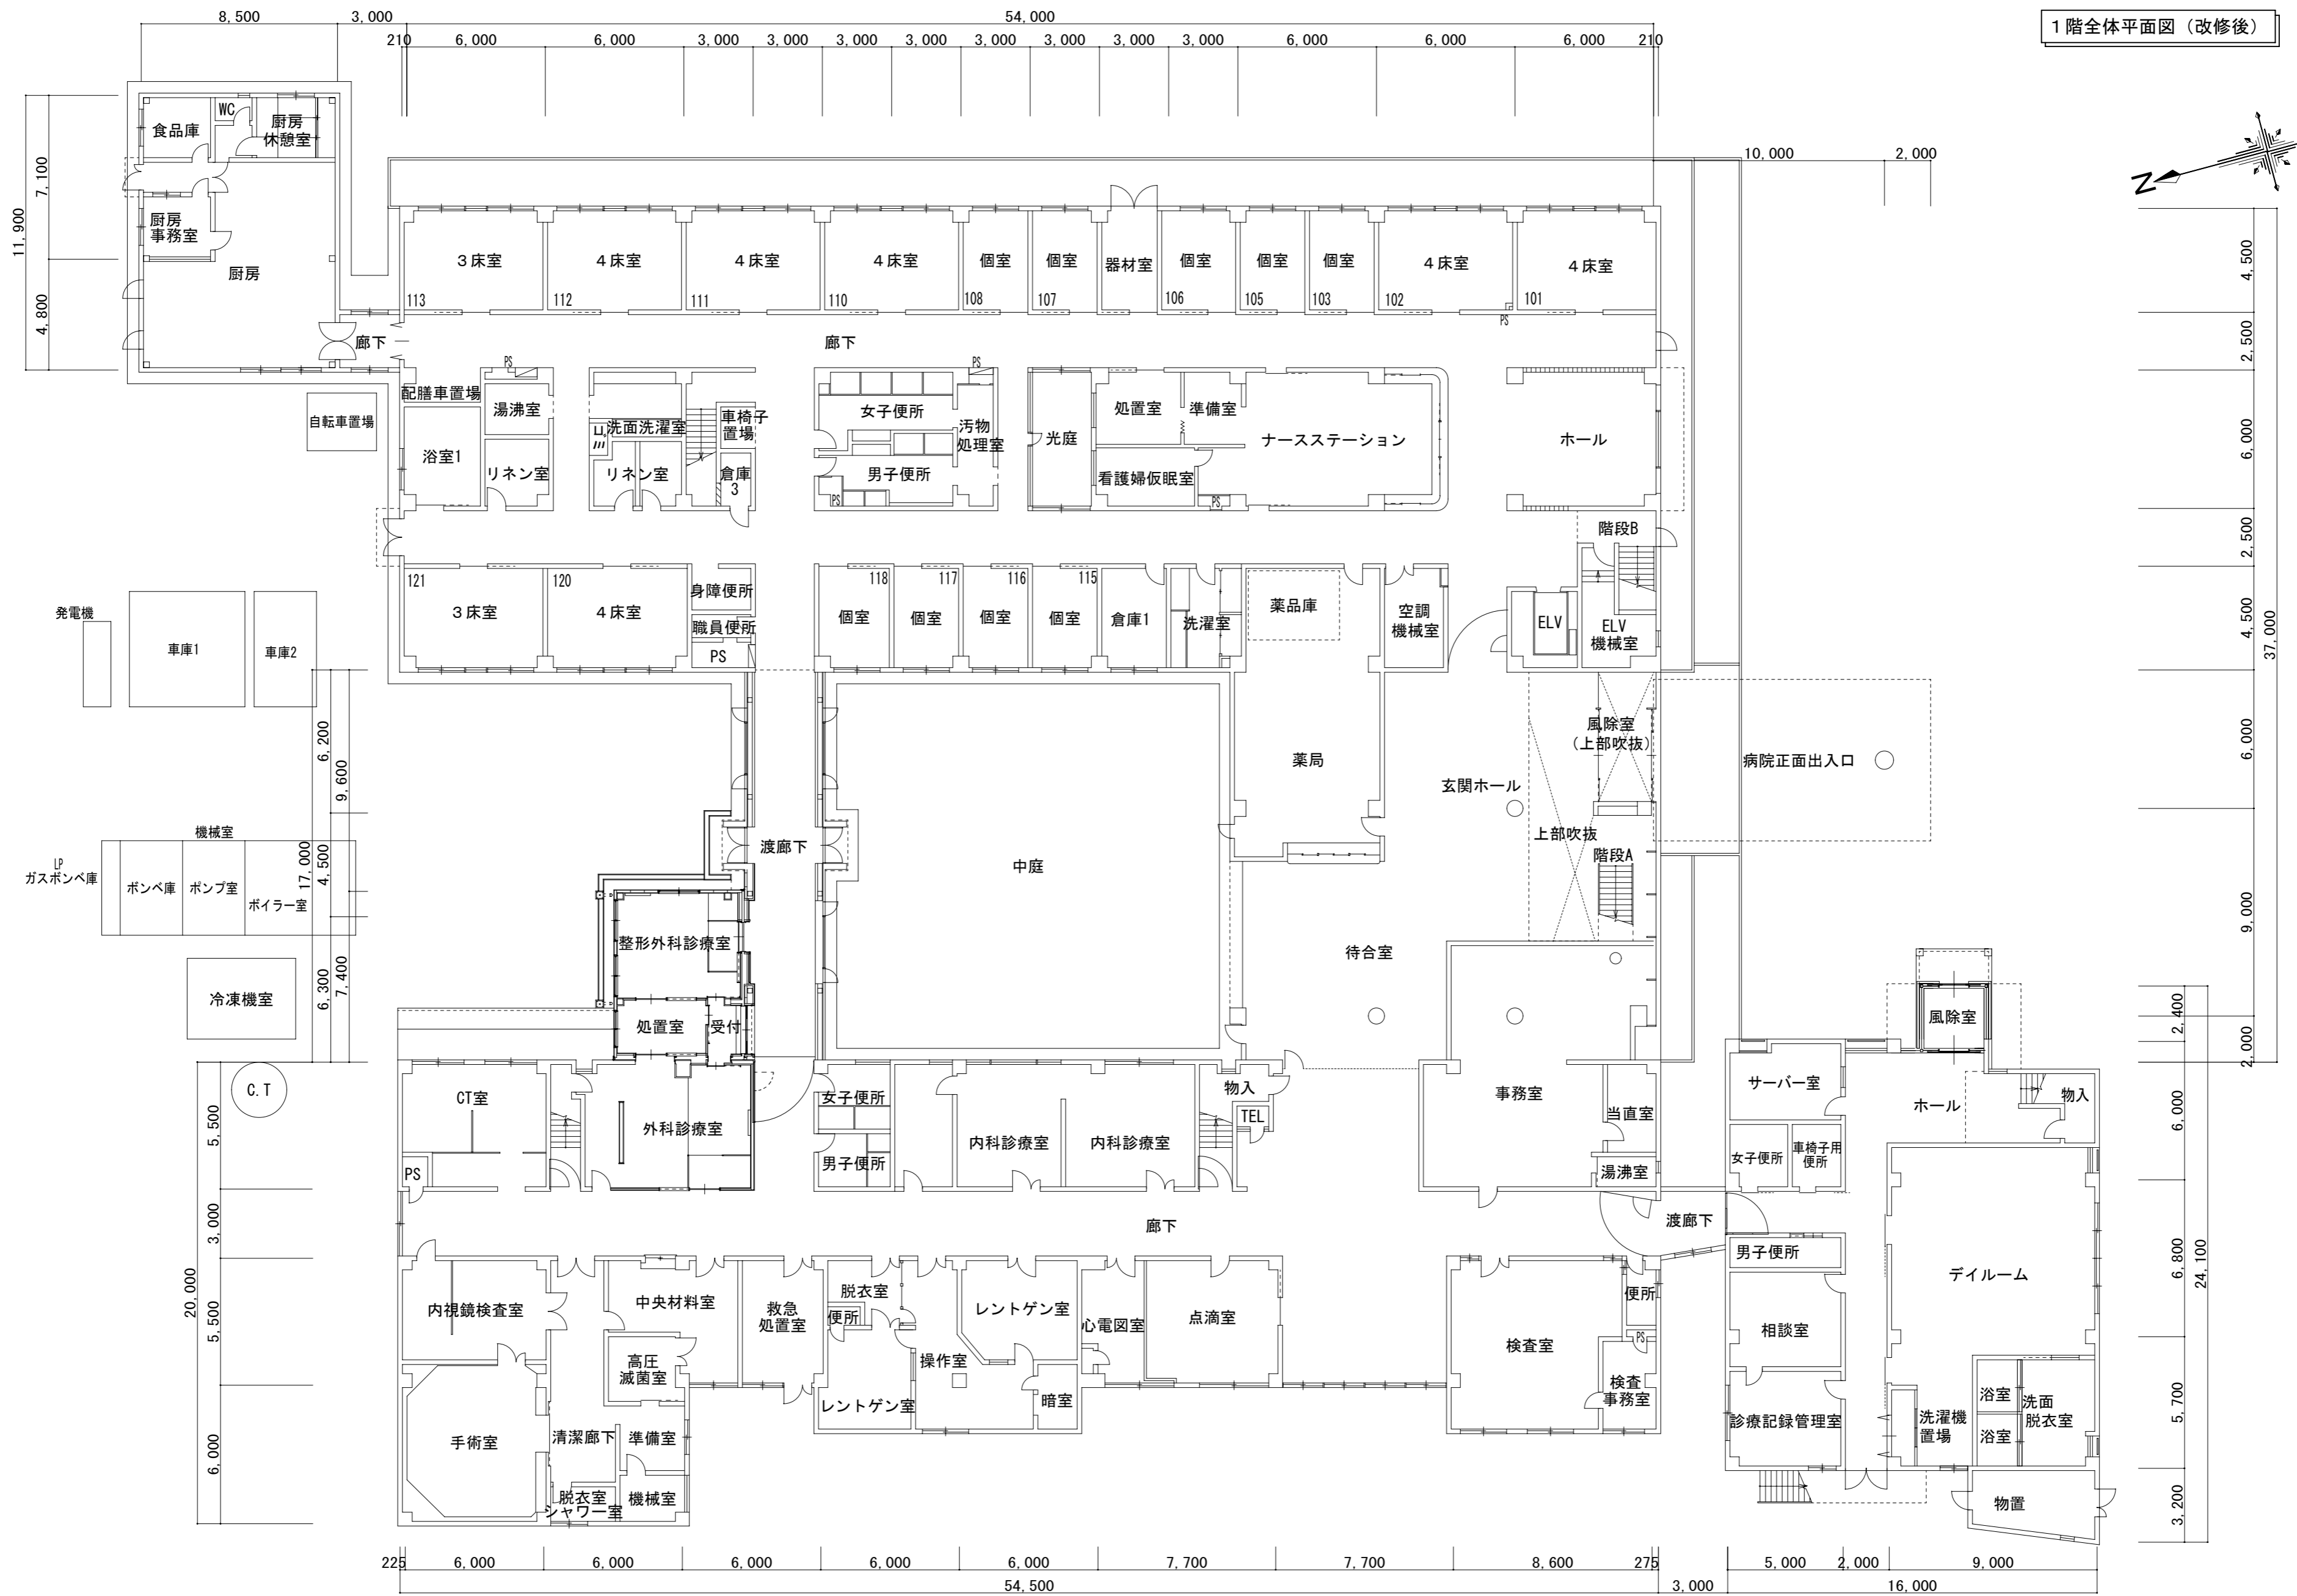 1階全体平面図（改修後）
8,500
3,000
54,000
210
6,000
6,000
3,000
3,000
3,000
3,000
3,000
3,000
3,000
3,000
6,000
6,000
6,000
210
10,000
2,000
N
11,900
7,100
4,800
食品庫
WC
厨房
休憩室
厨房
事務室
厨房
廊下
3床室
113
4床室
112
4床室
111
4床室
110
個室
108
個室
107
器材室
個室
106
個室
105
個室
103
4床室
102
4床室
101
PS
廊下
4,500
2,500
6,000
2,500
4,500
37,000
6,000
9,000
2,000
自転車置場
配膳車置場
PS
湯沸室
浴室1
リネン室
洗面洗濯室
リネン室
車椅子
置場
倉庫
3
女子便所
男子便所
PS
PS
汚物
処理室
光庭
処置室
準備室
ナースステーション
看護婦仮眠室
PS
ホール
階段B
121
3床室
120
4床室
身障便所
職員便所
PS
118
個室
117
個室
116
個室
115
個室
倉庫1
洗濯室
薬品庫
空調
機械室
ELV
ELV
機械室
発電機
車庫1
車庫2
6,200
9,600
17,000
4,500
6,300
7,400
機械室
LP
ガスボンベ庫
ボンベ庫
ポンプ室
ボイラー室
冷凍機室
C.T
渡廊下
中庭
薬局
玄関ホール
風除室
（上部吹抜）
病院正面出入口
上部吹抜
階段A
待合室
整形外科診療室
処置室
受付
風除室
2,400
6,000
6,800
24,100
5,700
3,200
20,000
5,500
3,000
5,500
6,000
CT室
PS
外科診療室
女子便所
男子便所
内科診療室
内科診療室
物入
TEL
事務室
当直室
湯沸室
サーバー室
ホール
物入
女子便所
車椅子用
便所
廊下
渡廊下
男子便所
デイルーム
内視鏡検査室
中央材料室
救急
処置室
脱衣室
便所
レントゲン室
心電図室
点滴室
検査室
便所
PS
検査
事務室
相談室
高圧
滅菌室
操作室
暗室
レントゲン室
手術室
清潔廊下
準備室
脱衣室
シャワー室
機械室
診療記録管理室
洗濯機
置場
浴室
浴室
洗面
脱衣室
物置
225
6,000
6,000
6,000
6,000
6,000
7,700
7,700
8,600
275
5,000
2,000
9,000
54,500
3,000
16,000